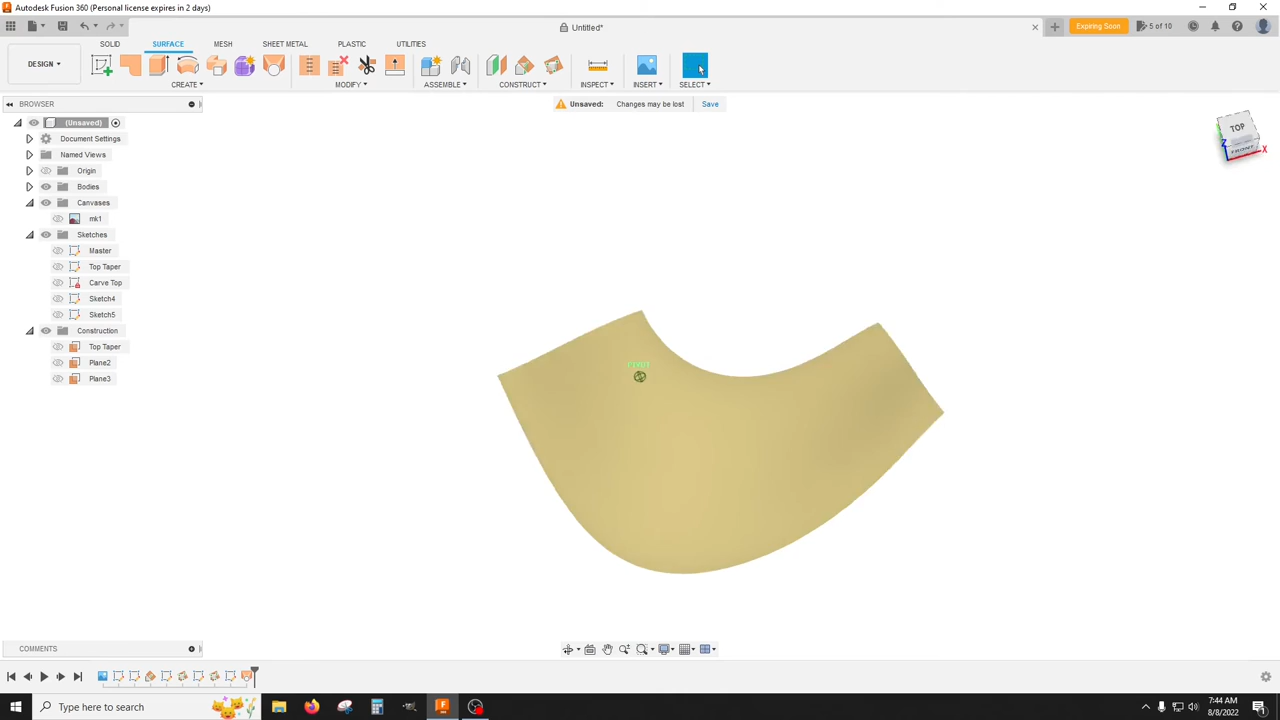 Autodesk Fusion 360 (Personal license expires in 2 days)
Untitled*
Expiring Soon
5 of 10
DESIGN
SOLID
SURFACE
MESH
SHEET METAL
PLASTIC
UTILITIES
CREATE
MODIFY
ASSEMBLE
CONSTRUCT
INSPECT
INSERT
SELECT
BROWSER
Unsaved:
Changes may be lost
Save
(Unsaved)
Document Settings
Named Views
Origin
Bodies
Canvases
mk1
Sketches
Master
Top Taper
Carve Top
Sketch4
Sketch5
Construction
Top Taper
Plane2
Plane3
TOP
FRONT
Z
X
PIVOT
COMMENTS
Type here to search
7:44 AM
8/8/2022
1